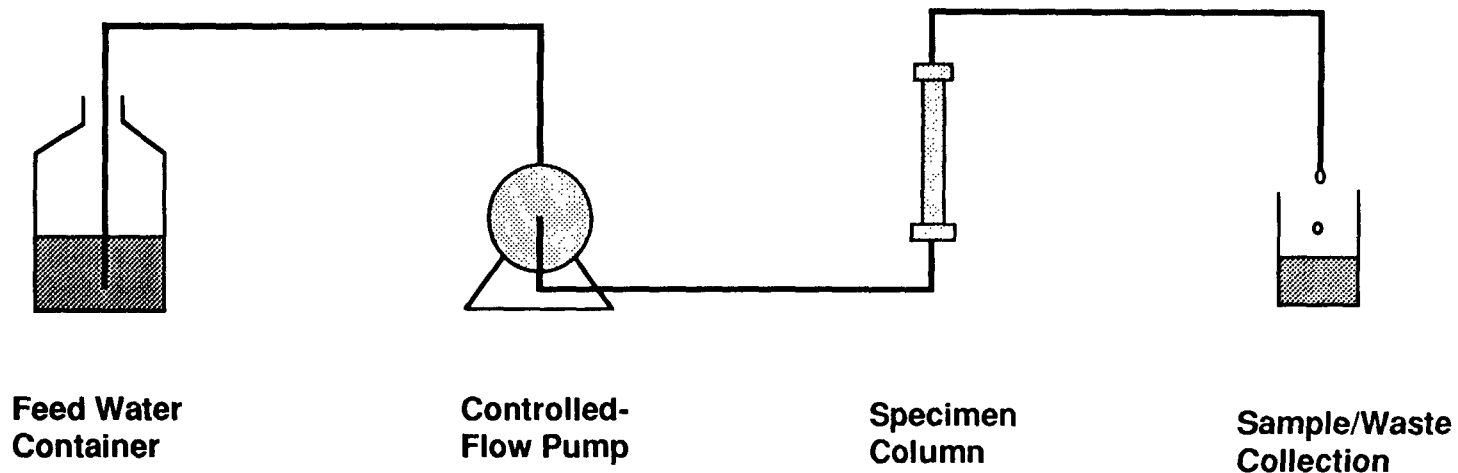 Feed Water
Container
Controlled-
Flow Pump
Specimen
Column
Sample/Waste
Collection